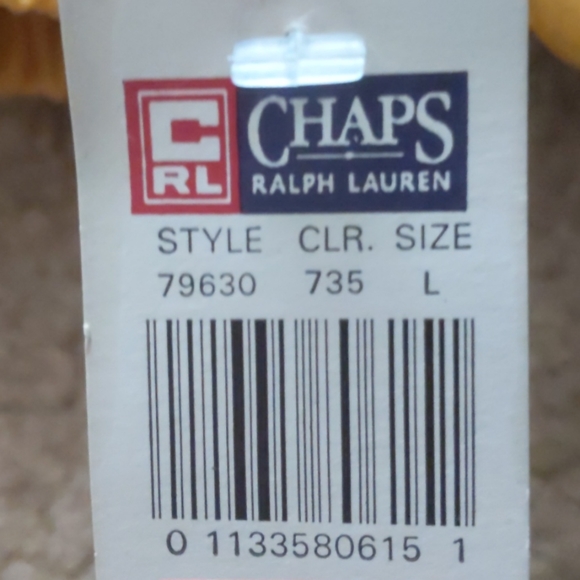 C
RL
CHAPS
RALPH LAUREN
STYLE CLR. SIZE
79630 735 L
0 1133580615 1